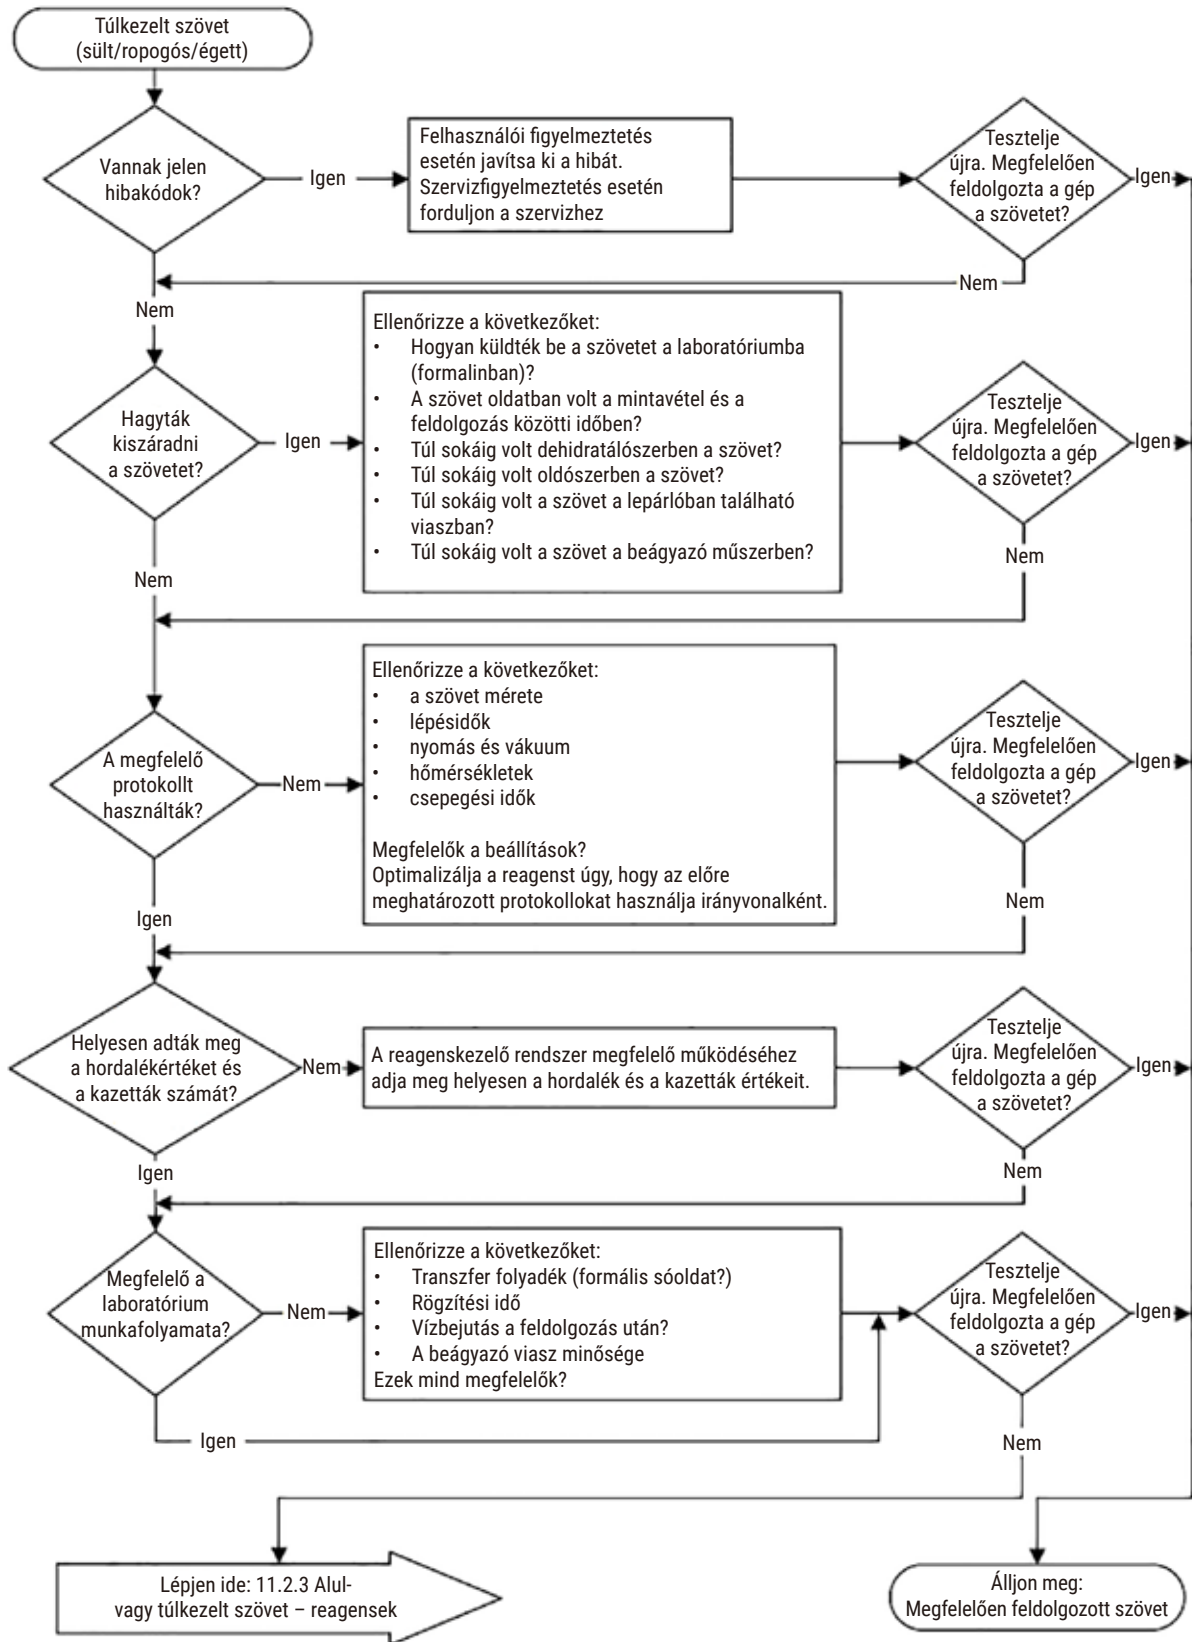 Túlkezelt szövet
(sült/ropogós/égett)
Vannak jelen
hibakódok?
Igen
Felhasználói figyelmeztetés
esetén javítsa ki a hibát.
Szervizfigyelmeztetés esetén
forduljon a szervizhez
Tesztelje
újra. Megfelelően
feldolgozta a gép
a szövetet?
Igen
Nem
Nem
Hagyták
kiszáradni
a szövetet?
Igen
Ellenőrizze a következőket:
• Hogyan küldték be a szövetet a laboratóriumba
(formalinban)?
• A szövet oldatban volt a mintavétel és a
feldolgozás közötti időben?
• Túl sokáig volt dehidratálószerben a szövet?
• Túl sokáig volt oldószerben a szövet?
• Túl sokáig volt a szövet a lepárlóban található
viaszban?
• Túl sokáig volt a szövet a beágyazó műszerben?
Tesztelje
újra. Megfelelően
feldolgozta a gép
a szövetet?
Igen
Nem
Nem
A megfelelő
protokollt
használták?
Nem
Ellenőrizze a következőket:
• a szövet mérete
• lépésidők
• nyomás és vákuum
• hőmérsékletek
• csepegési idők
Megfelelők a beállítások?
Optimalizálja a reagenst úgy, hogy az előre
meghatározott protokollokat használja irányvonalként.
Tesztelje
újra. Megfelelően
feldolgozta a gép
a szövetet?
Igen
Nem
Igen
Helyesen adták meg
a hordalékértéket és
a kazetták számát?
Nem
A reagenskezelő rendszer megfelelő működéséhez
adja meg helyesen a hordalék és a kazetták értékeit.
Tesztelje
újra. Megfelelően
feldolgozta a gép
a szövetet?
Igen
Nem
Igen
Megfelelő a
laboratórium
munkafolyamata?
Nem
Ellenőrizze a következőket:
• Transzfer folyadék (formális sóoldat?)
• Rögzítési idő
• Vízbejutás a feldolgozás után?
• A beágyazó viasz minősége
Ezek mind megfelelők?
Tesztelje
újra. Megfelelően
feldolgozta a gép
a szövetet?
Igen
Igen
Nem
Lépjen ide: 11.2.3 Alul-
vagy túlkezelt szövet – reagensek
Álljon meg:
Megfelelően feldolgozott szövet